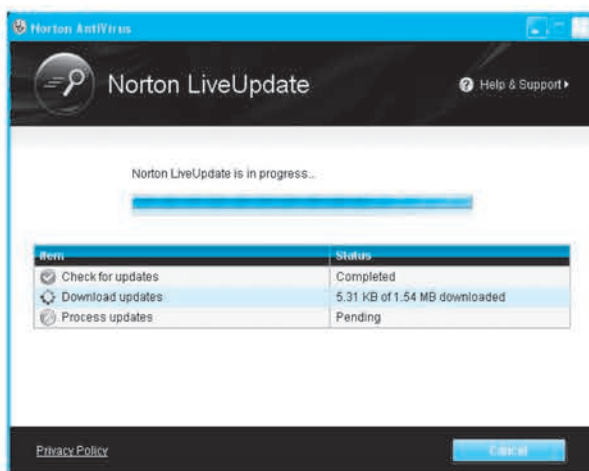 Norton AntiVirus
Norton LiveUpdate
? Help & Support
Norton LiveUpdate is in progress...
Item Status
Check for updates Completed
Download updates 5.31 KB of 1.54 MB downloaded
Process updates Pending
Privacy Policy Cancel